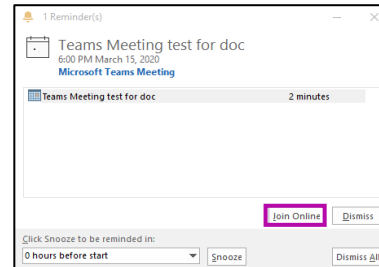 1 Reminder(s)
Teams Meeting test for doc
6:00 PM March 15, 2020
Microsoft Teams Meeting
Teams Meeting test for doc 2 minutes
Join Online Dismiss
Click Snooze to be reminded in:
0 hours before start Snooze Dismiss All